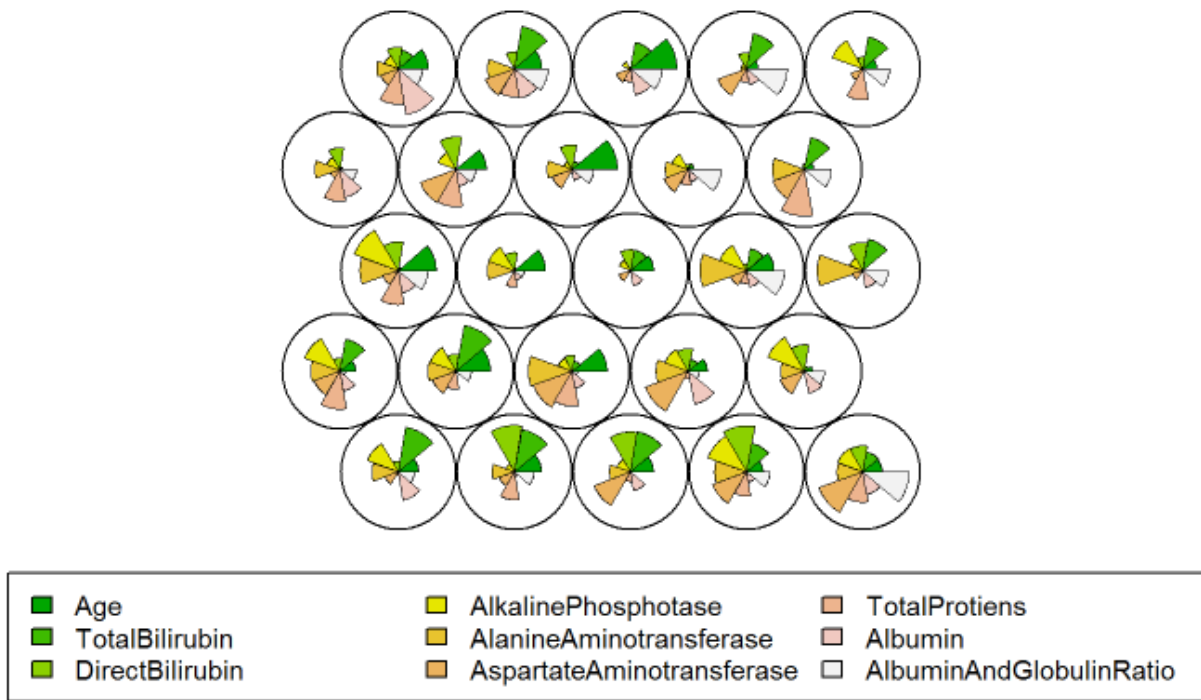 Age AlkalinePhosphotase TotalProtiens
TotalBilirubin AlanineAminotransferase Albumin
DirectBilirubin AspartateAminotransferase AlbuminAndGlobulinRatio